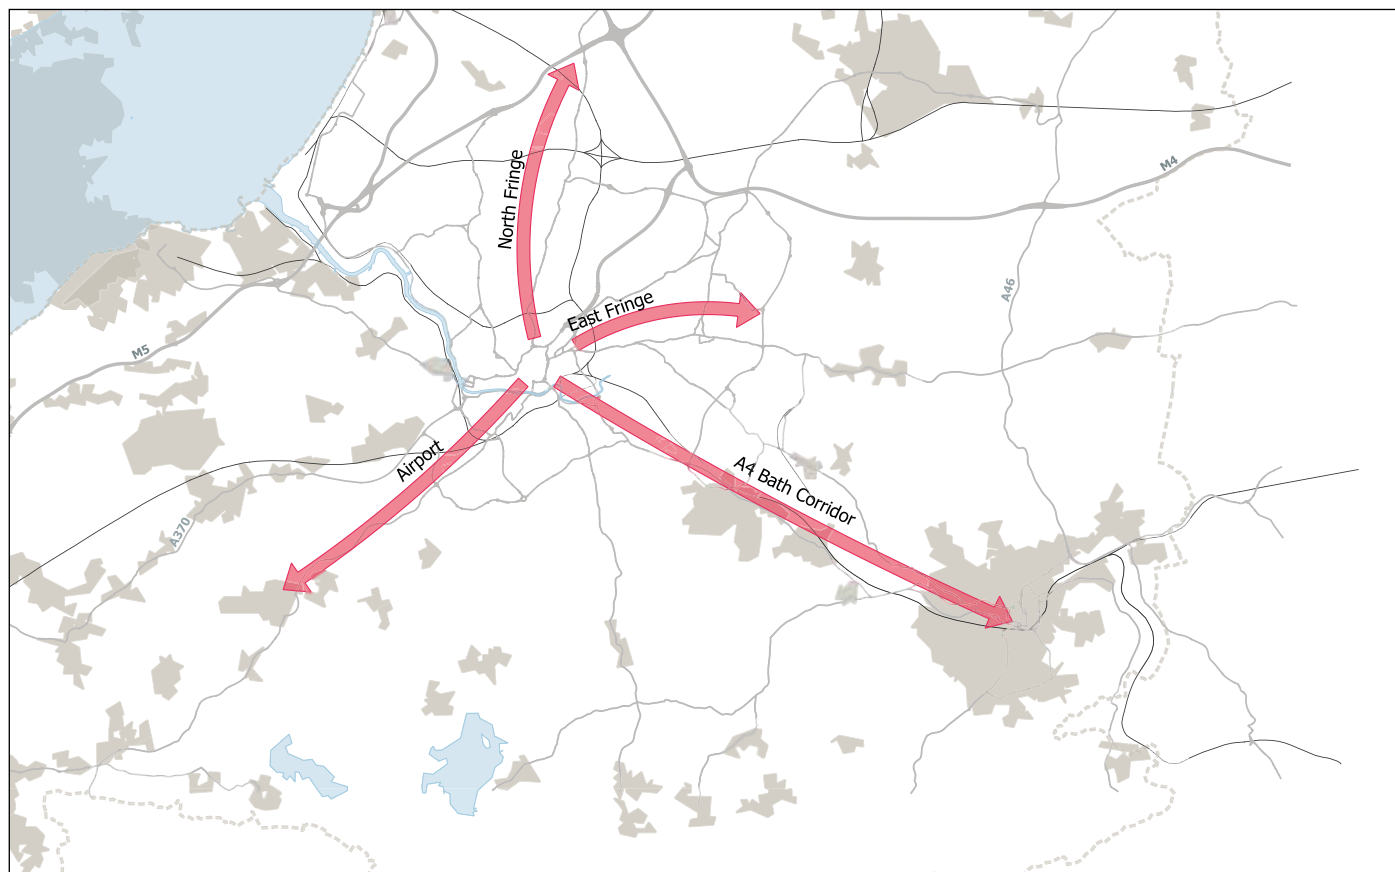 M4
North Fringe
A46
East Fringe
M5
Airport
A4 Bath Corridor
A370